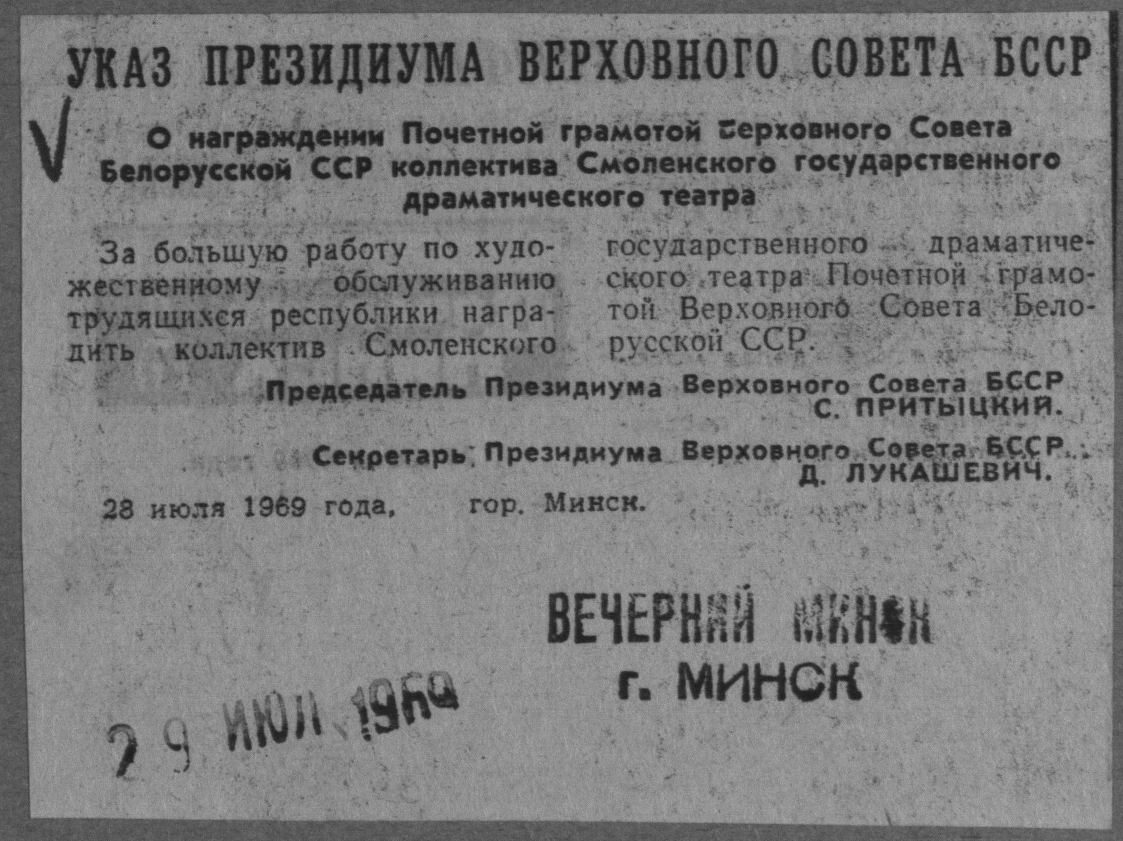 УКАЗ ПРЕЗИДИУМА ВЕРХОВНОГО СОВЕТА БССР
О награждении Почетной грамотой Верховного Совета
Белорусской ССР коллектива Смоленского государственного
драматического театра
За большую работу по худо-
жественному обслуживанию
трудящихся республики награ-
дить коллектив Смоленского
государственного драматиче-
ского театра Почетной грамо-
той Верховного Совета Бело-
русской ССР.
Председатель Президиума Верховного Совета БССР
С. ПРИТЫЦКИЙ.
Секретарь Президиума Верховного Совета БССР
Д. ЛУКАШЕВИЧ.
28 июля 1969 года, гор. Минск.
ВЕЧЕРНИЙ МИНСК
г. МИНСК
29 ИЮЛ 1969